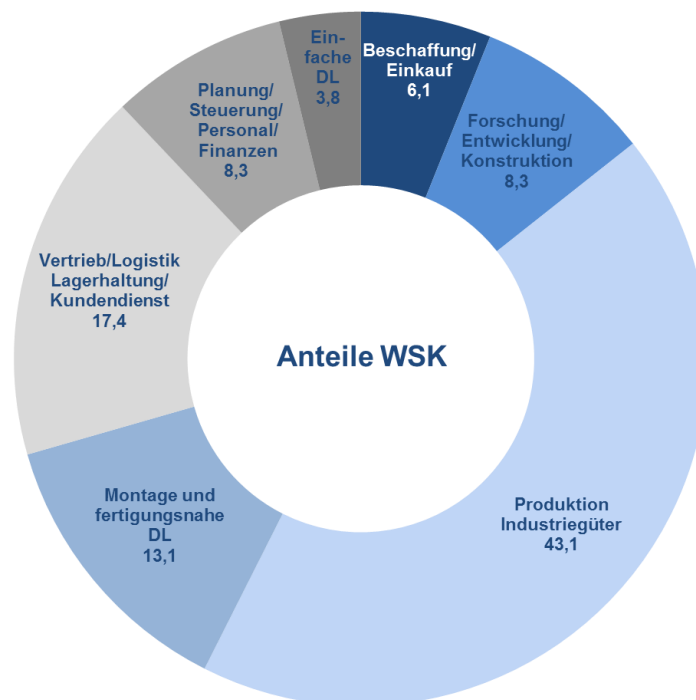 Ein-
fache
DL
3,8
Beschaffung/
Einkauf
6,1
Forschung/
Entwicklung/
Konstruktion
8,3
Planung/
Steuerung/
Personal/
Finanzen
8,3
Vertrieb/Logistik
Lagerhaltung/
Kundendienst
17,4
Anteile WSK
Montage und
fertigungsnahe
DL
13,1
Produktion
Industriegüter
43,1